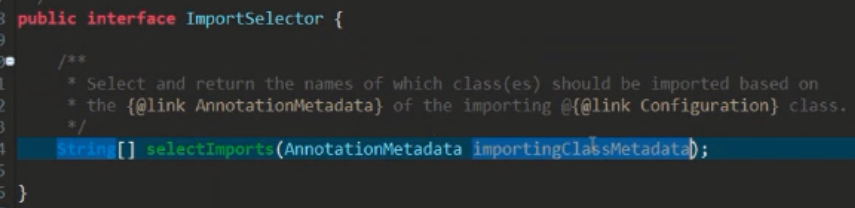 public interface ImportSelector {
/**
* Select and return the names of which class(es) should be imported based on
* the {@link AnnotationMetadata} of the importing @{@link Configuration} class.
*/
String[] selectImports(AnnotationMetadata importingClassMetadata);
}